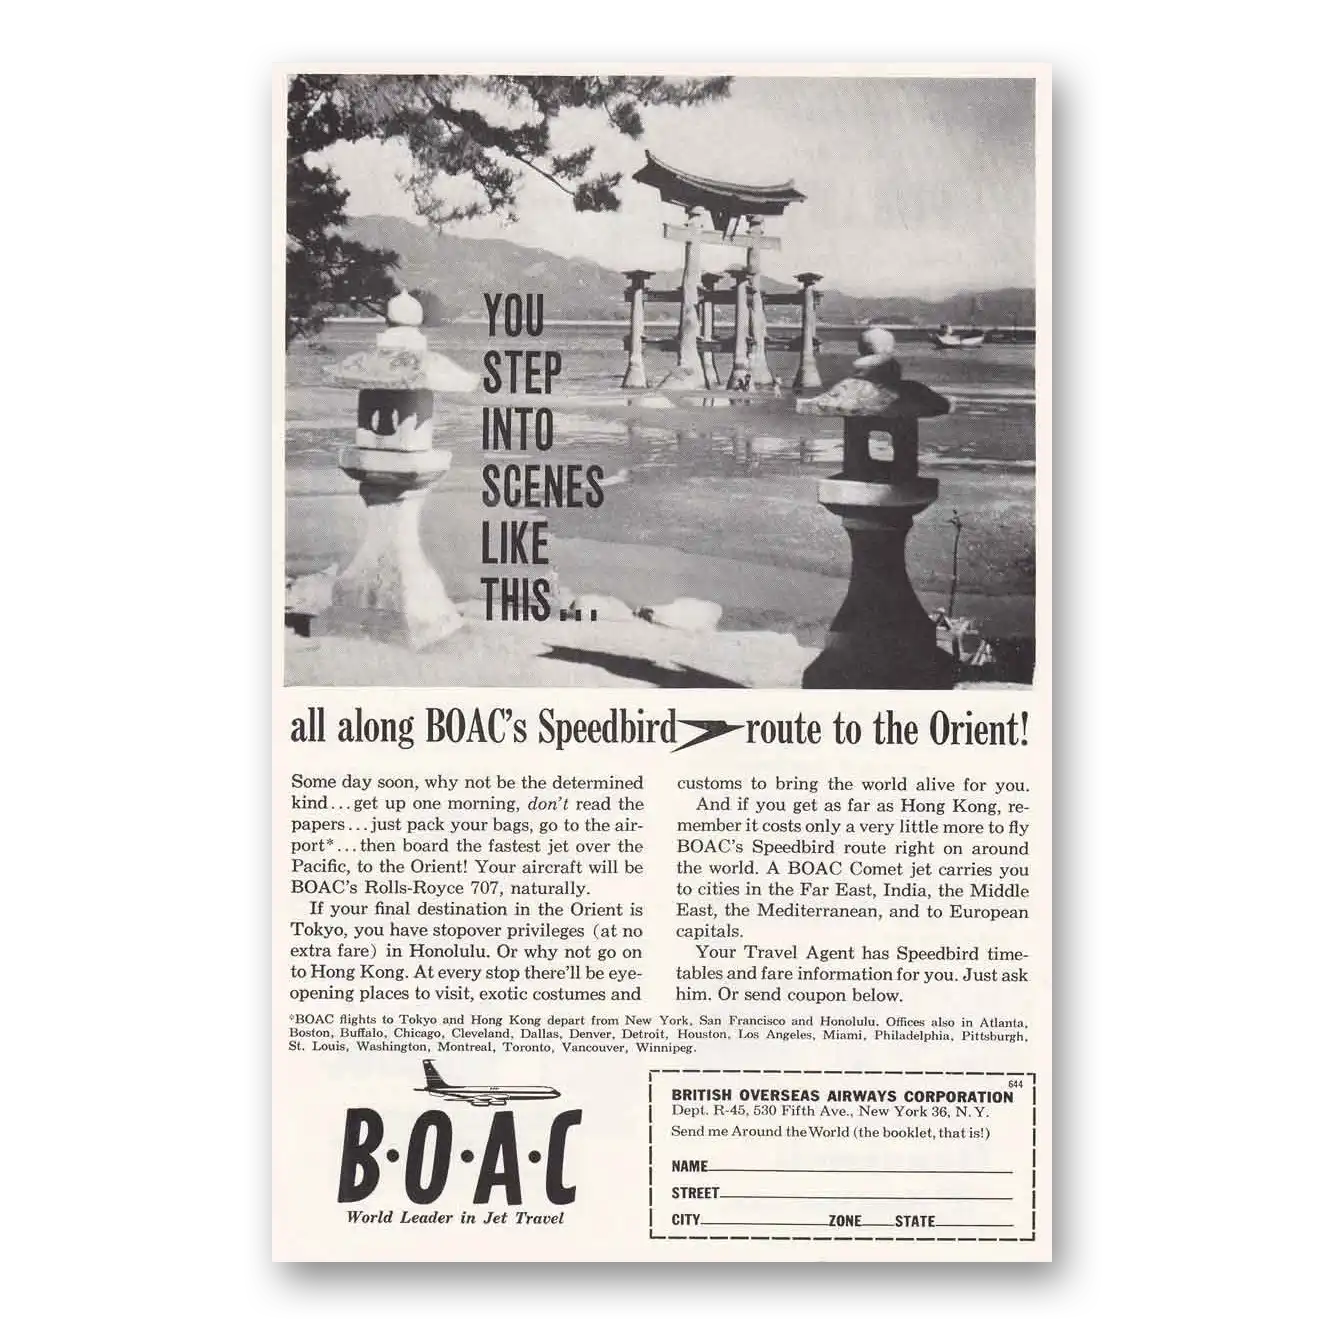 YOU
STEP
INTO
SCENES
LIKE
THIS...
all along BOAC's Speedbird route to the Orient!
Some day soon, why not be the determined
kind...get up one morning, don't read the
papers...just pack your bags, go to the air-
port*...then board the fastest jet over the
Pacific, to the Orient! Your aircraft will be
BOAC's Rolls-Royce 707, naturally.
If your final destination in the Orient is
Tokyo, you have stopover privileges (at no
extra fare) in Honolulu. Or why not go on
to Hong Kong. At every stop there'll be eye-
opening places to visit, exotic costumes and
customs to bring the world alive for you.
And if you get as far as Hong Kong, re-
member it costs only a very little more to fly
BOAC's Speedbird route right on around
the world. A BOAC Comet jet carries you
to cities in the Far East, India, the Middle
East, the Mediterranean, and to European
capitals.
Your Travel Agent has Speedbird time-
tables and fare information for you. Just ask
him. Or send coupon below.
*BOAC flights to Tokyo and Hong Kong depart from New York, San Francisco and Honolulu. Offices also in Atlanta,
Boston, Buffalo, Chicago, Cleveland, Dallas, Denver, Detroit, Houston, Los Angeles, Miami, Philadelphia, Pittsburgh,
St. Louis, Washington, Montreal, Toronto, Vancouver, Winnipeg.
B·O·A·C
World Leader in Jet Travel
644
BRITISH OVERSEAS AIRWAYS CORPORATION
Dept. R-45, 530 Fifth Ave., New York 36, N.Y.
Send me Around the World (the booklet, that is!)
NAME
STREET
CITY ZONE STATE